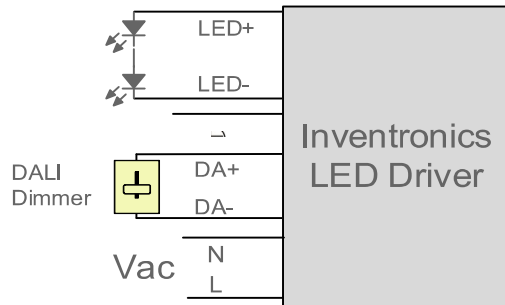 LED+
LED-
DA+
DA-
DALI
Dimmer
Vac
N
L
Inventronics
LED Driver